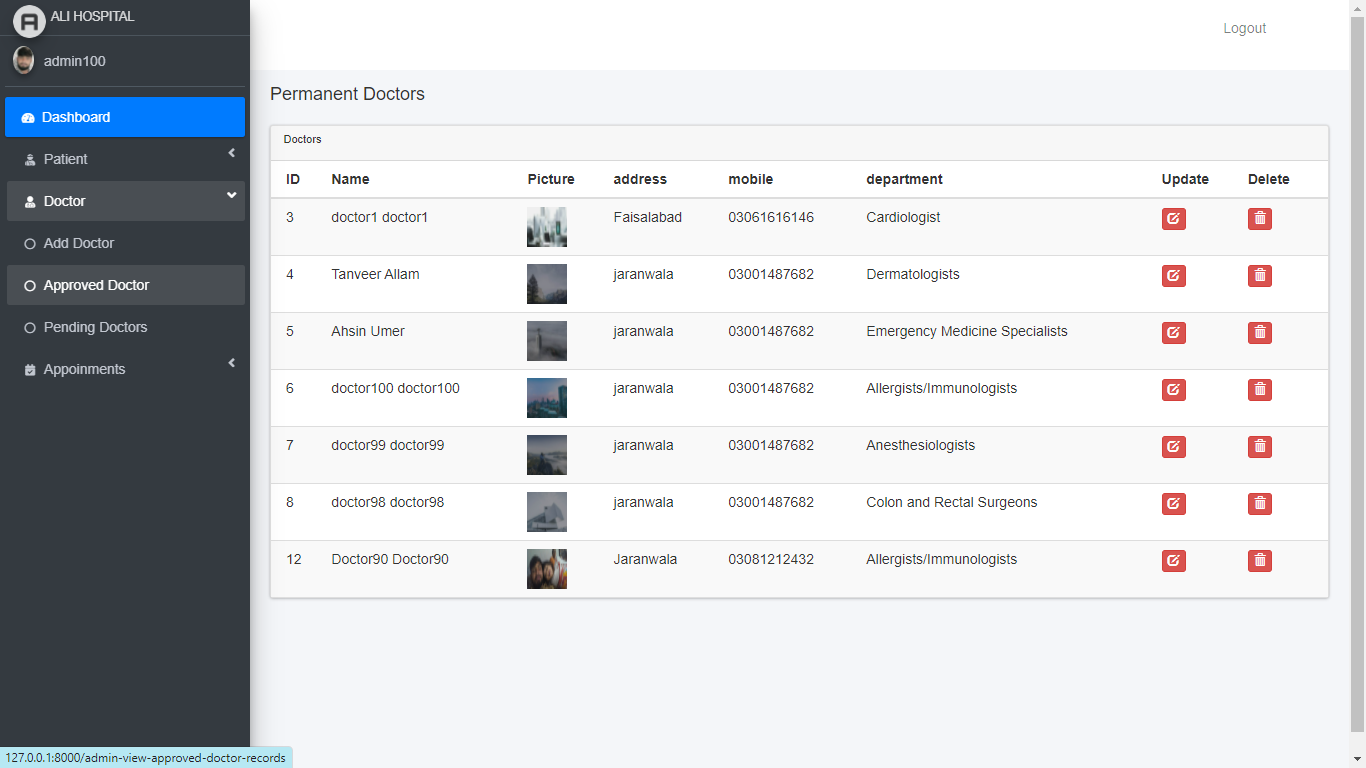 ALI HOSPITAL
admin100
Dashboard
Patient
Doctor
Add Doctor
Approved Doctor
Pending Doctors
Appoinments
Logout
Permanent Doctors
Doctors
ID Name Picture address mobile department Update Delete
3 doctor1 doctor1 Faisalabad 03061616146 Cardiologist
4 Tanveer Allam jaranwala 03001487682 Dermatologists
5 Ahsin Umer jaranwala 03001487682 Emergency Medicine Specialists
6 doctor100 doctor100 jaranwala 03001487682 Allergists/Immunologists
7 doctor99 doctor99 jaranwala 03001487682 Anesthesiologists
8 doctor98 doctor98 jaranwala 03001487682 Colon and Rectal Surgeons
12 Doctor90 Doctor90 Jaranwala 03081212432 Allergists/Immunologists
127.0.0.1:8000/admin-view-approved-doctor-records